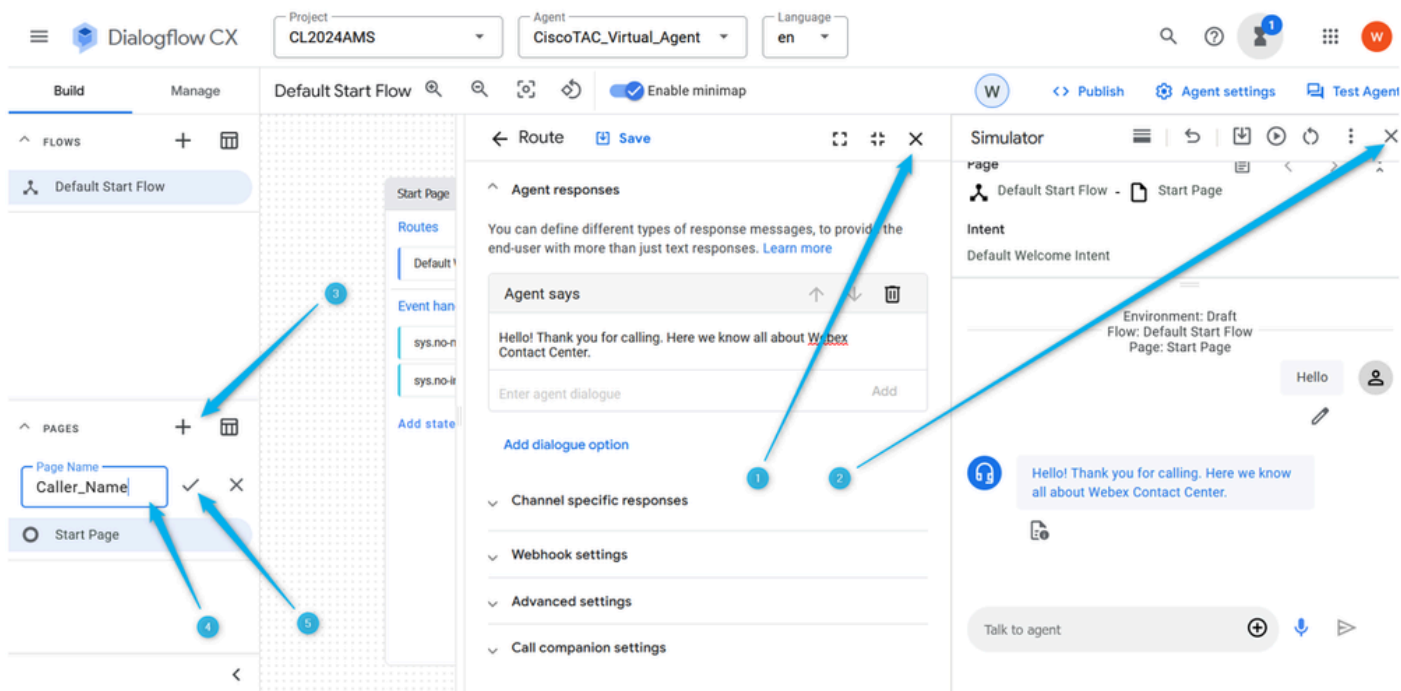 Dialogflow CX
Project
CL2024AMS
Agent
CiscoTAC_Virtual_Agent
Language
en
1
W
Build
Manage
Default Start Flow
Enable minimap
W
Publish
Agent settings
Test Agent
FLOWS
Default Start Flow
PAGES
Page Name
Caller_Name
Start Page
Start Page
Routes
Default
Event han
sys.no-
sys.no-
Add state
Route
Save
Agent responses
You can define different types of response messages, to provide the
end-user with more than just text responses. Learn more
Agent says
Hello! Thank you for calling. Here we know all about Webex
Contact Center.
Enter agent dialogue
Add
Add dialogue option
Channel specific responses
Webhook settings
Advanced settings
Call companion settings
Simulator
Page
Default Start Flow - Start Page
Intent
Default Welcome Intent
Environment: Draft
Flow: Default Start Flow
Page: Start Page
Hello
Hello! Thank you for calling. Here we know
all about Webex Contact Center.
Talk to agent
1
2
3
4
5